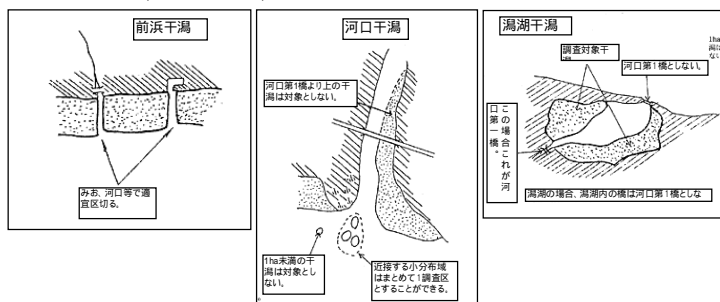 前浜干潟
みお、河口等で適
宜区切る。
河口干潟
河口第1橋より上の干
潟は対象としない。
1ha未満の干
潟は対象とし
ない。
近接する小分布域
はまとめて1調査区
とすることができる。
潟湖干潟
調査対象干
河口第1橋としない。
この場合これが河
口第一橋。
潟湖の場合、潟湖内の橋は河口第1橋としな
1ha
潟は
ない